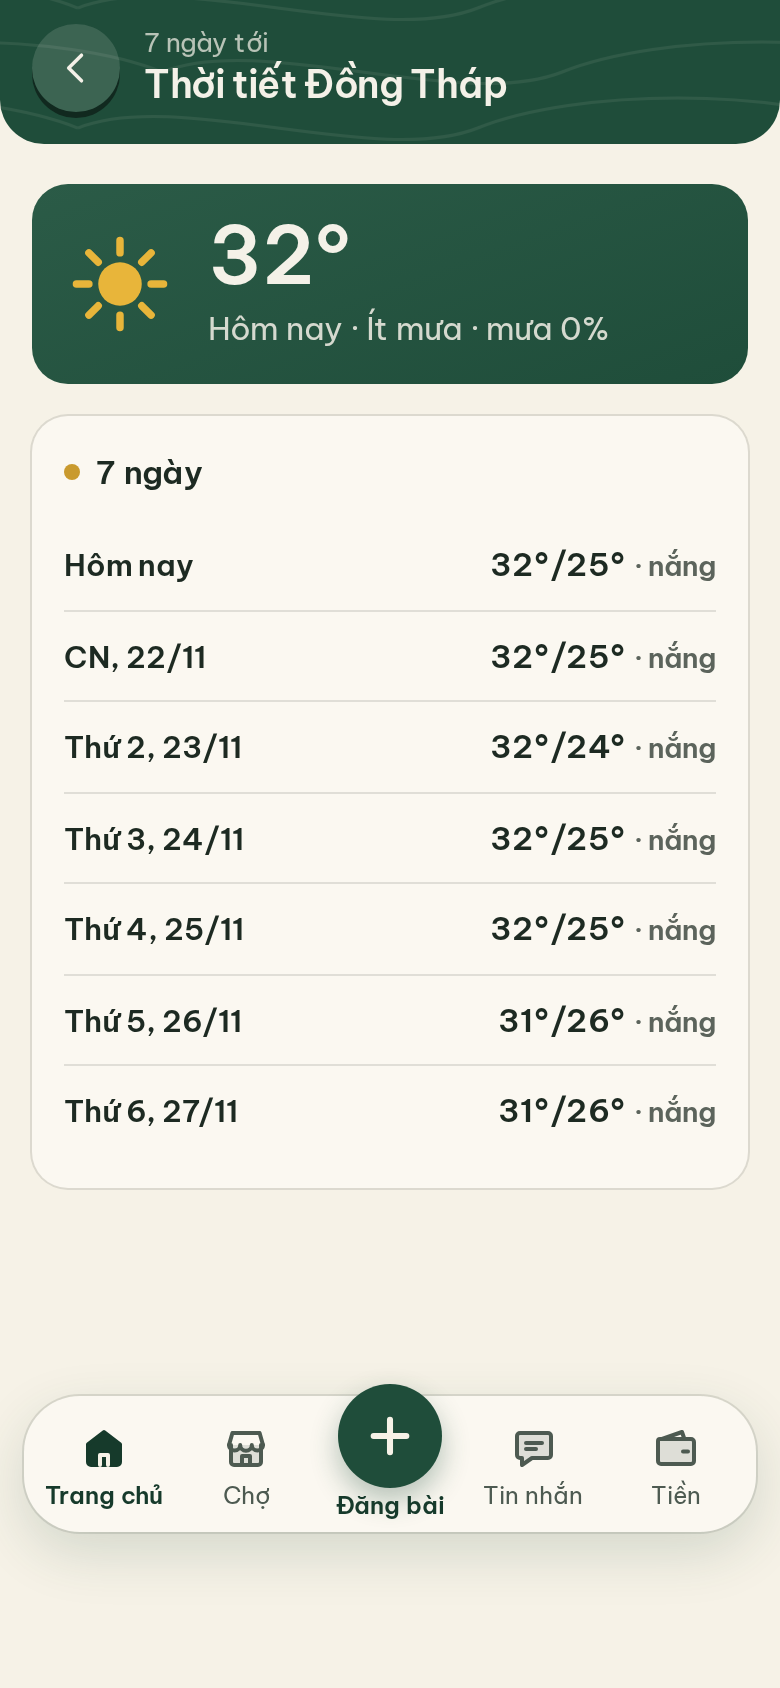 7 ngày tới
Thời tiết Đồng Tháp
32°
Hôm nay · Ít mưa · mưa 0%
7 ngày
Hôm nay 32°/25° · nắng
CN, 22/11 32°/25° · nắng
Thứ 2, 23/11 32°/24° · nắng
Thứ 3, 24/11 32°/25° · nắng
Thứ 4, 25/11 32°/25° · nắng
Thứ 5, 26/11 31°/26° · nắng
Thứ 6, 27/11 31°/26° · nắng
Trang chủ Chợ Đăng bài Tin nhắn Tiền